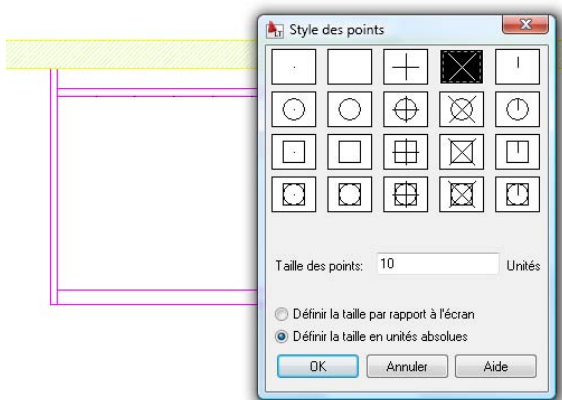 LT
Style des points
Taille des points: 10 Unités
Définir la taille par rapport à l'écran
Définir la taille en unités absolues
OK Annuler Aide